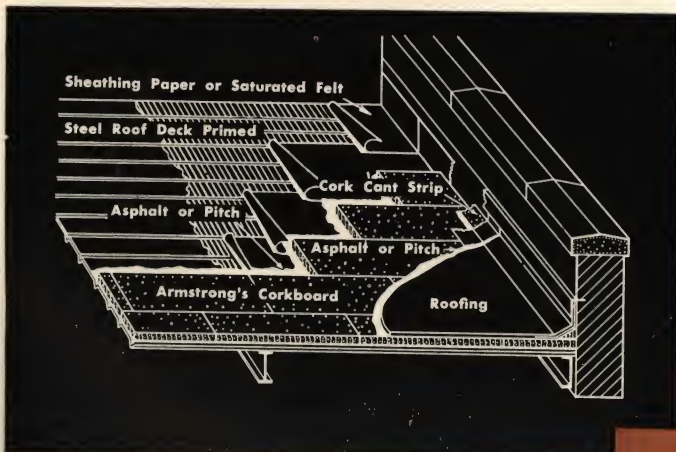 Sheathing Paper or Saturated Felt
Steel Roof Deck Primed
Cork Cant Strip
Asphalt or Pitch
Asphalt or Pitch
Armstrong's Corkboard
Roofing